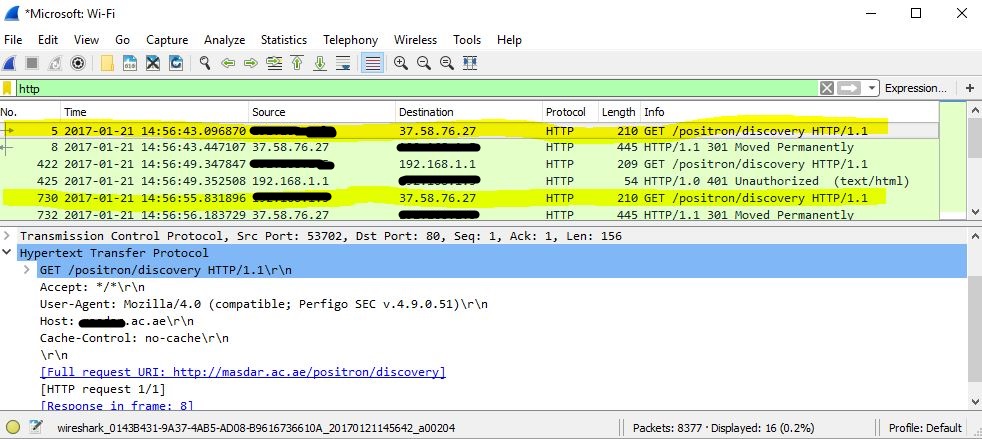 *Microsoft: Wi-Fi
File Edit View Go Capture Analyze Statistics Telephony Wireless Tools Help
http Expression... +
No. Time Source Destination Protocol Length Info
5 2017-01-21 14:56:43.096870 37.58.76.27 HTTP 210 GET /positron/discovery HTTP/1.1
8 2017-01-21 14:56:43.447107 37.58.76.27 HTTP 445 HTTP/1.1 301 Moved Permanently
422 2017-01-21 14:56:49.347847 192.168.1.1 HTTP 209 GET /positron/discovery HTTP/1.1
425 2017-01-21 14:56:49.352508 192.168.1.1 HTTP 54 HTTP/1.0 401 Unauthorized (text/html)
730 2017-01-21 14:56:55.831896 37.58.76.27 HTTP 210 GET /positron/discovery HTTP/1.1
732 2017-01-21 14:56:56.183729 37.58.76.27 HTTP 445 HTTP/1.1 301 Moved Permanently
Transmission Control Protocol, Src Port: 53702, Dst Port: 80, Seq: 1, Ack: 1, Len: 156
Hypertext Transfer Protocol
GET /positron/discovery HTTP/1.1\r\n
Accept: */*\r\n
User-Agent: Mozilla/4.0 (compatible; Perfigo SEC v.4.9.0.51)\r\n
Host: .ac.ae\r\n
Cache-Control: no-cache\r\n
\r\n
[Full request URI: http://masdar.ac.ae/positron/discovery]
[HTTP request 1/1]
[Response in frame: 8]
wireshark_0143B431-9A37-4AB5-AD08-B9616736610A_20170121145642_a00204 Packets: 8377 · Displayed: 16 (0.2%) Profile: Default